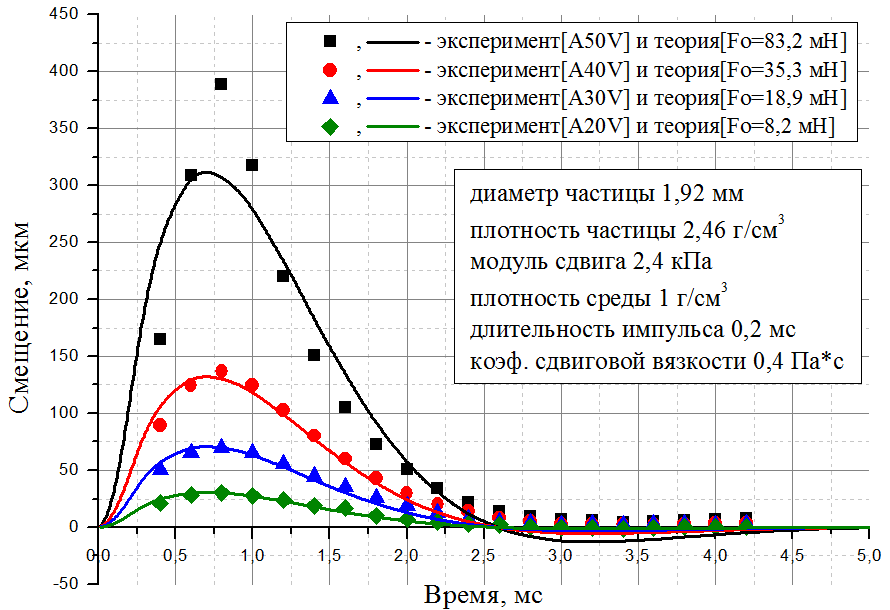 450
400
350
300
250
200
150
100
50
0
-50
Смещение, мкм
, - эксперимент[A50V] и теория[Fo=83,2 мН]
, - эксперимент[A40V] и теория[Fo=35,3 мН]
, - эксперимент[A30V] и теория[Fo=18,9 мН]
, - эксперимент[A20V] и теория[Fo=8,2 мН]
диаметр частицы 1,92 мм
плотность частицы 2,46 г/см³
модуль сдвига 2,4 кПа
плотность среды 1 г/см³
длительность импульса 0,2 мс
коэф. сдвиговой вязкости 0,4 Па*с
0,0 0,5 1,0 1,5 2,0 2,5 3,0 3,5 4,0 4,5 5,0
Время, мс